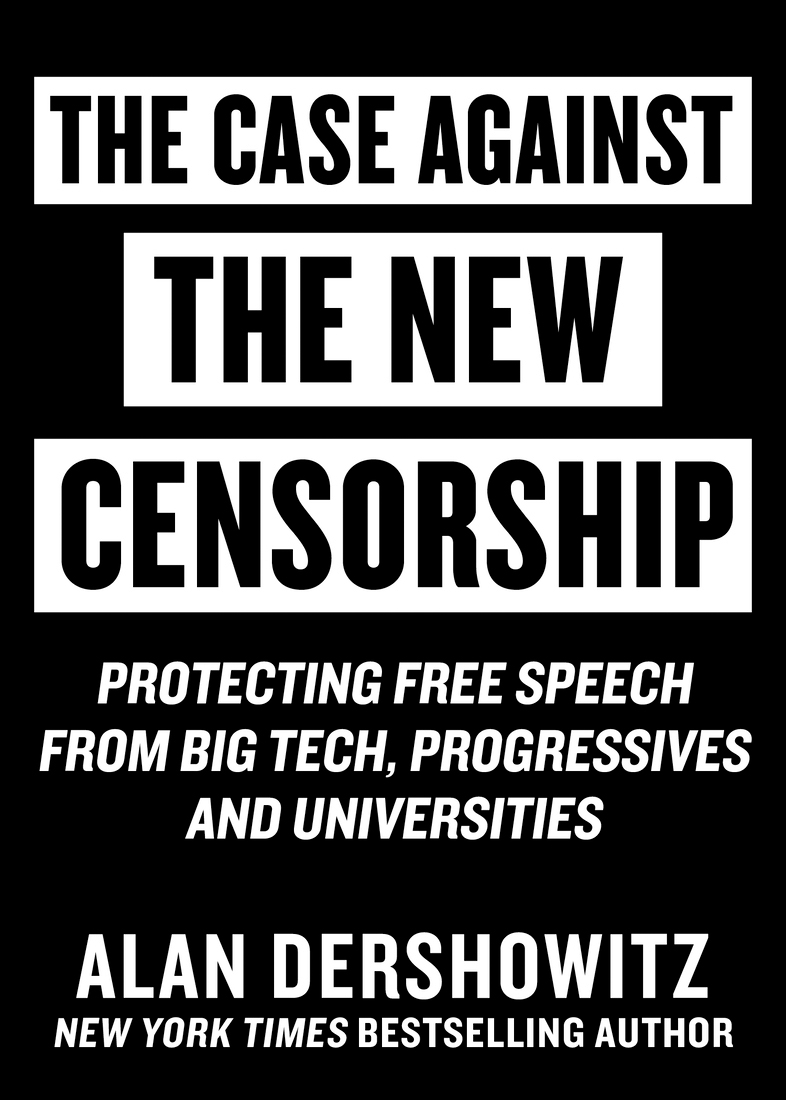 THE CASE AGAINST
THE NEW
CENSORSHIP
PROTECTING FREE SPEECH
FROM BIG TECH, PROGRESSIVES
AND UNIVERSITIES
ALAN DERSHOWITZ
NEW YORK TIMES BESTSELLING AUTHOR